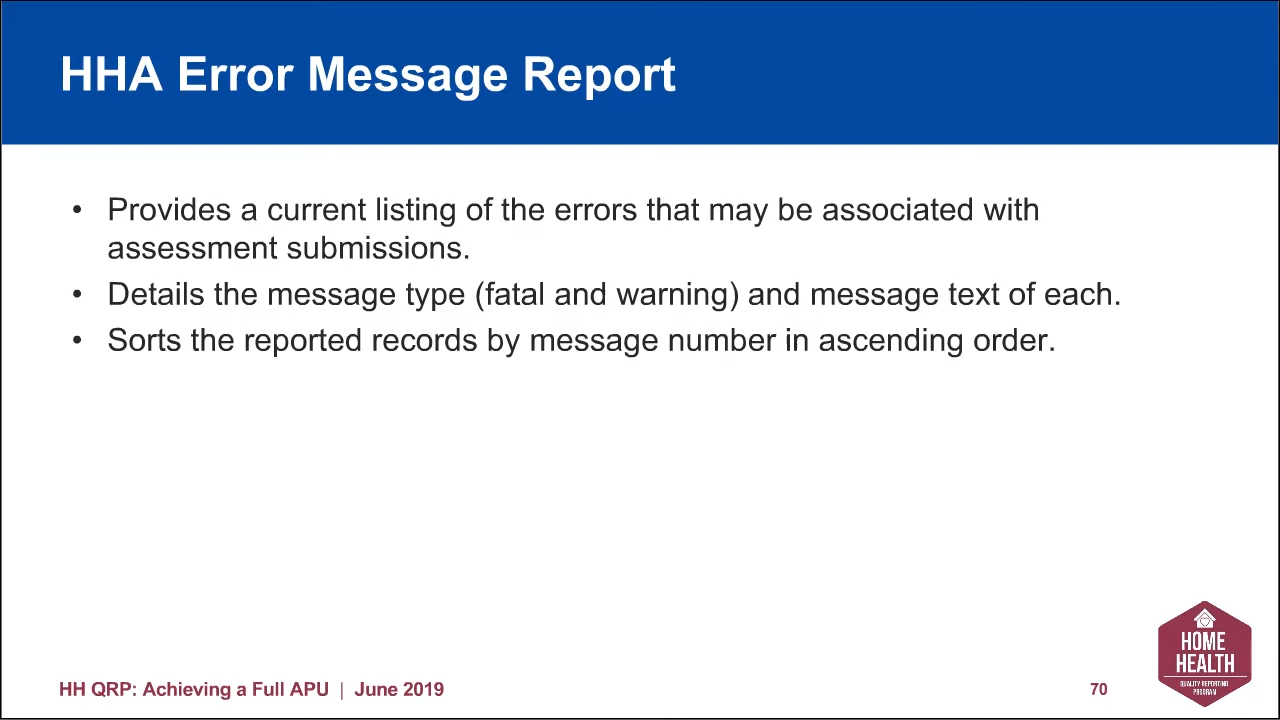 HHA Error Message Report
• Provides a current listing of the errors that may be associated with
assessment submissions.
• Details the message type (fatal and warning) and message text of each.
• Sorts the reported records by message number in ascending order.
HOME
HEALTH
QUALITY REPORTING
PROGRAM
HH QRP: Achieving a Full APU | June 2019
70